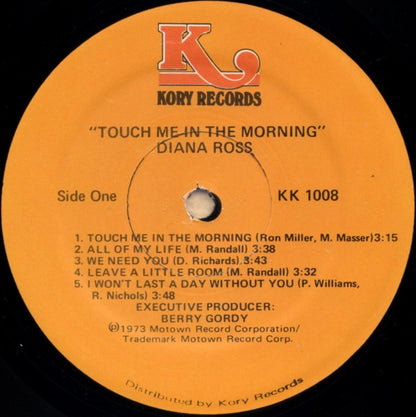 K
KORY RECORDS
"TOUCH ME IN THE MORNING"
DIANA ROSS
Side One KK 1008
1. TOUCH ME IN THE MORNING (Ron Miller, M. Masser)3:15
2. ALL OF MY LIFE (M. Randall) 3:38
3. WE NEED YOU (D. Richards).3:43
4. LEAVE A LITTLE ROOM (M. Randall) 3:32
5. I WON'T LAST A DAY WITHOUT YOU (P. Williams,
R. Nichols) 3:48
EXECUTIVE PRODUCER:
BERRY GORDY
℗1973 Motown Record Corporation/
Trademark Motown Record Corp.
Distributed by Kory Records